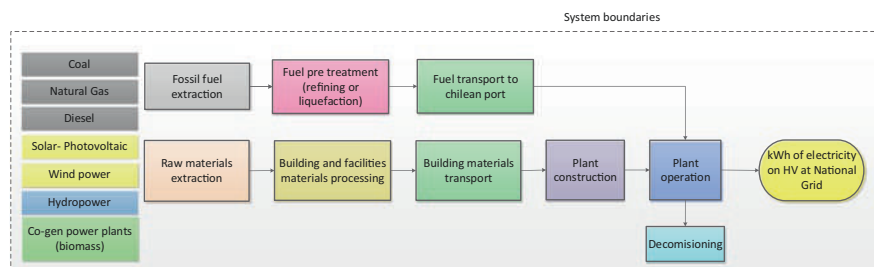 System boundaries
Coal
Natural Gas
Diesel
Solar- Photovoltaic
Wind power
Hydropower
Co-gen power plants
(biomass)
Fossil fuel
extraction
Fuel pre treatment
(refining or
liquefaction)
Fuel transport to
chilean port
Raw materials
extraction
Building and facilities
materials processing
Building materials
transport
Plant
construction
Plant
operation
kWh of electricity
on HV at National
Grid
Decomisioning